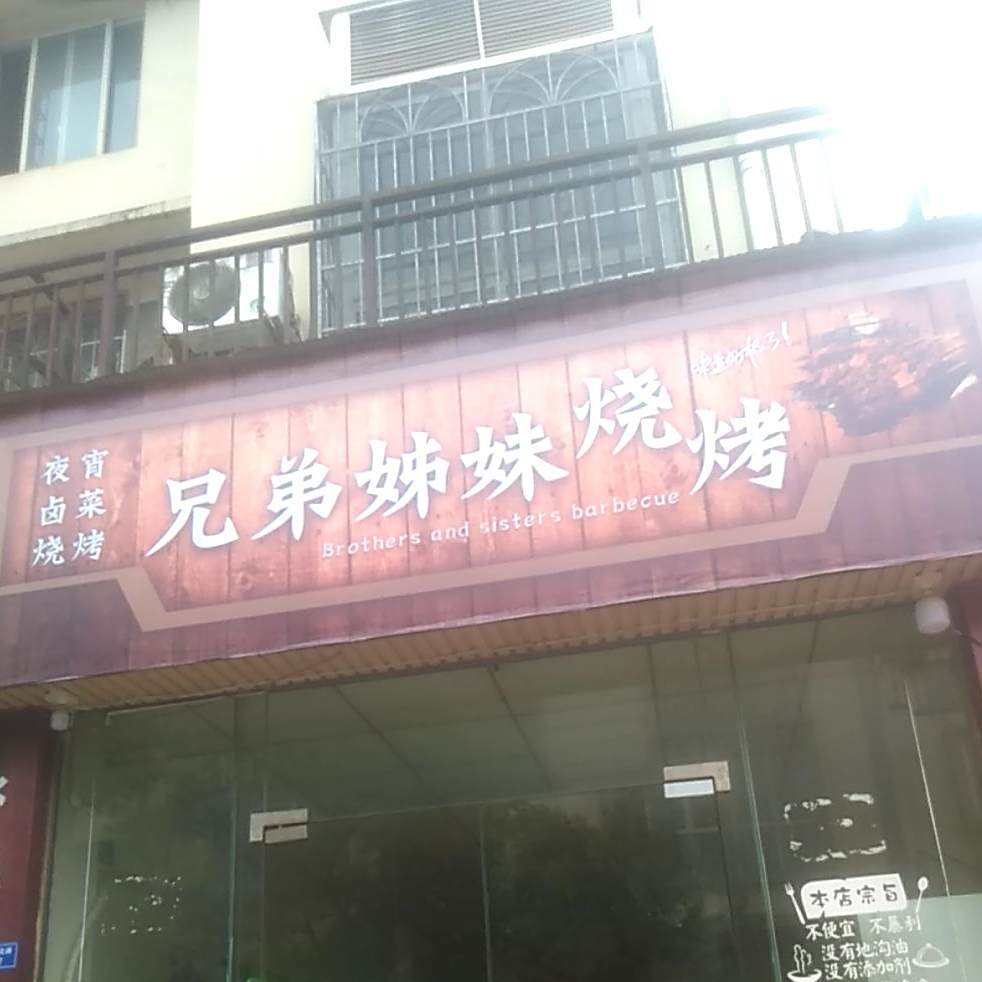 夜宵
卤菜
烧烤
兄弟姊妹烧烤
Brothers and sisters barbecue
本店宗旨
不便宜 不暴利
没有地沟油
没有添加剂